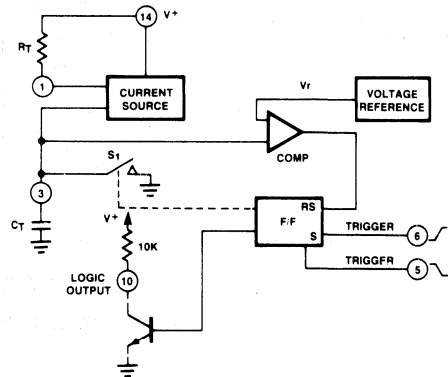 14 V+
RT
1
CURRENT
SOURCE
Vr
VOLTAGE
REFERENCE
COMP
S1
3
CT
V+
10K
LOGIC
OUTPUT
10
RS
F/F
S
TRIGGER
6
TRIGGFR
5